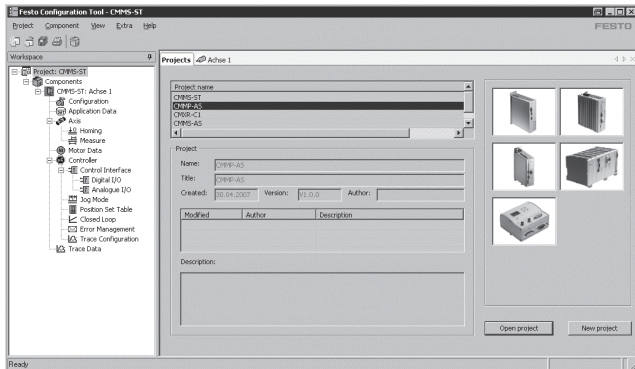 Festo Configuration Tool - CMMS-ST
Project Component View Extra Help
FESTO
Workspace
Project: CMMS-ST
Components
CMMS-ST: Achse 1
Configuration
Application Data
Axis
Homing
Measure
Motor Data
Controller
Control Interface
Digital I/O
Analogue I/O
Jog Mode
Position Set Table
Closed Loop
Error Management
Trace Configuration
Trace Data
Projects Achse 1
Project name
CMMS-ST
CMMP-AS
CMXR-C1
CMMS-AS
Project
Name: CMMP-AS
Title: CMMP-AS
Created: 30.04.2007 Version: V1.0.0 Author:
Modified Author Description
Description:
Open project New project
Ready